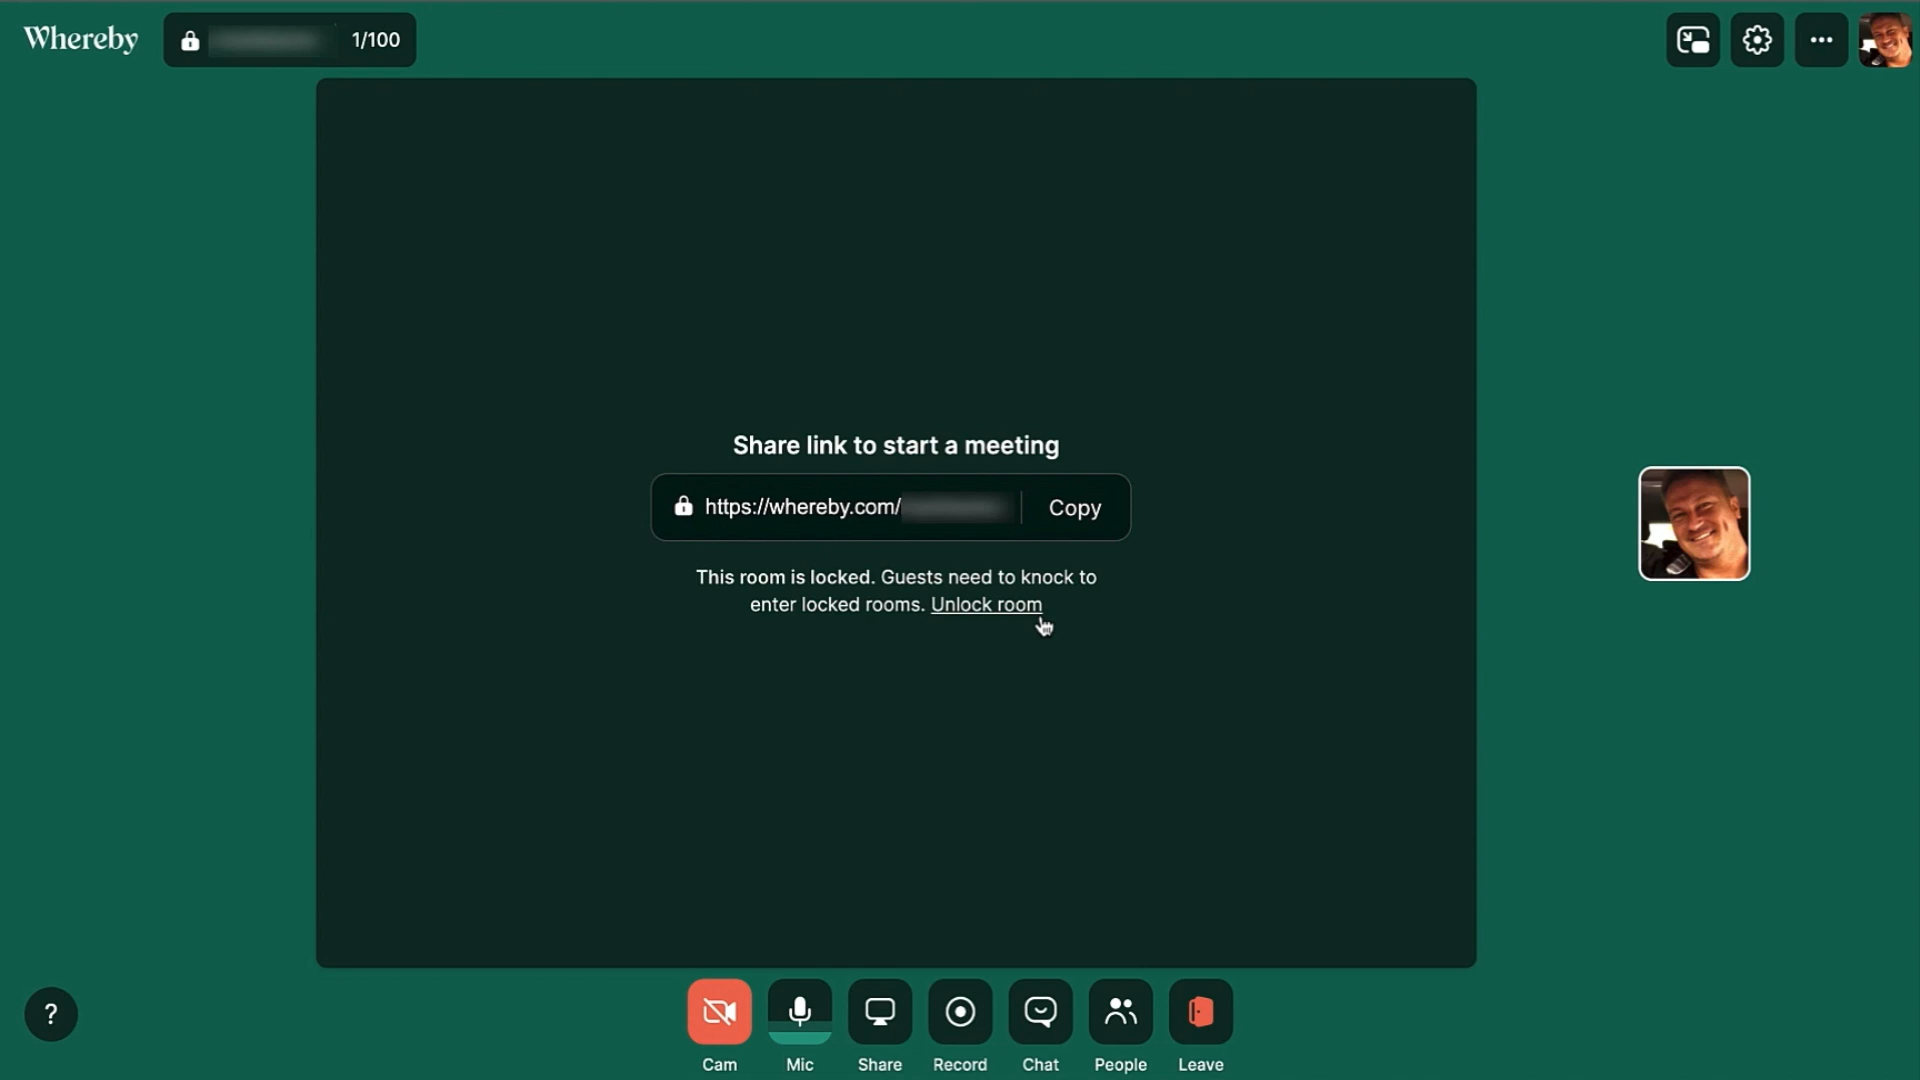 Whereby
1/100
Share link to start a meeting
https://whereby.com/
Copy
This room is locked. Guests need to knock to
enter locked rooms. Unlock room
?
Cam
Mic
Share
Record
Chat
People
Leave